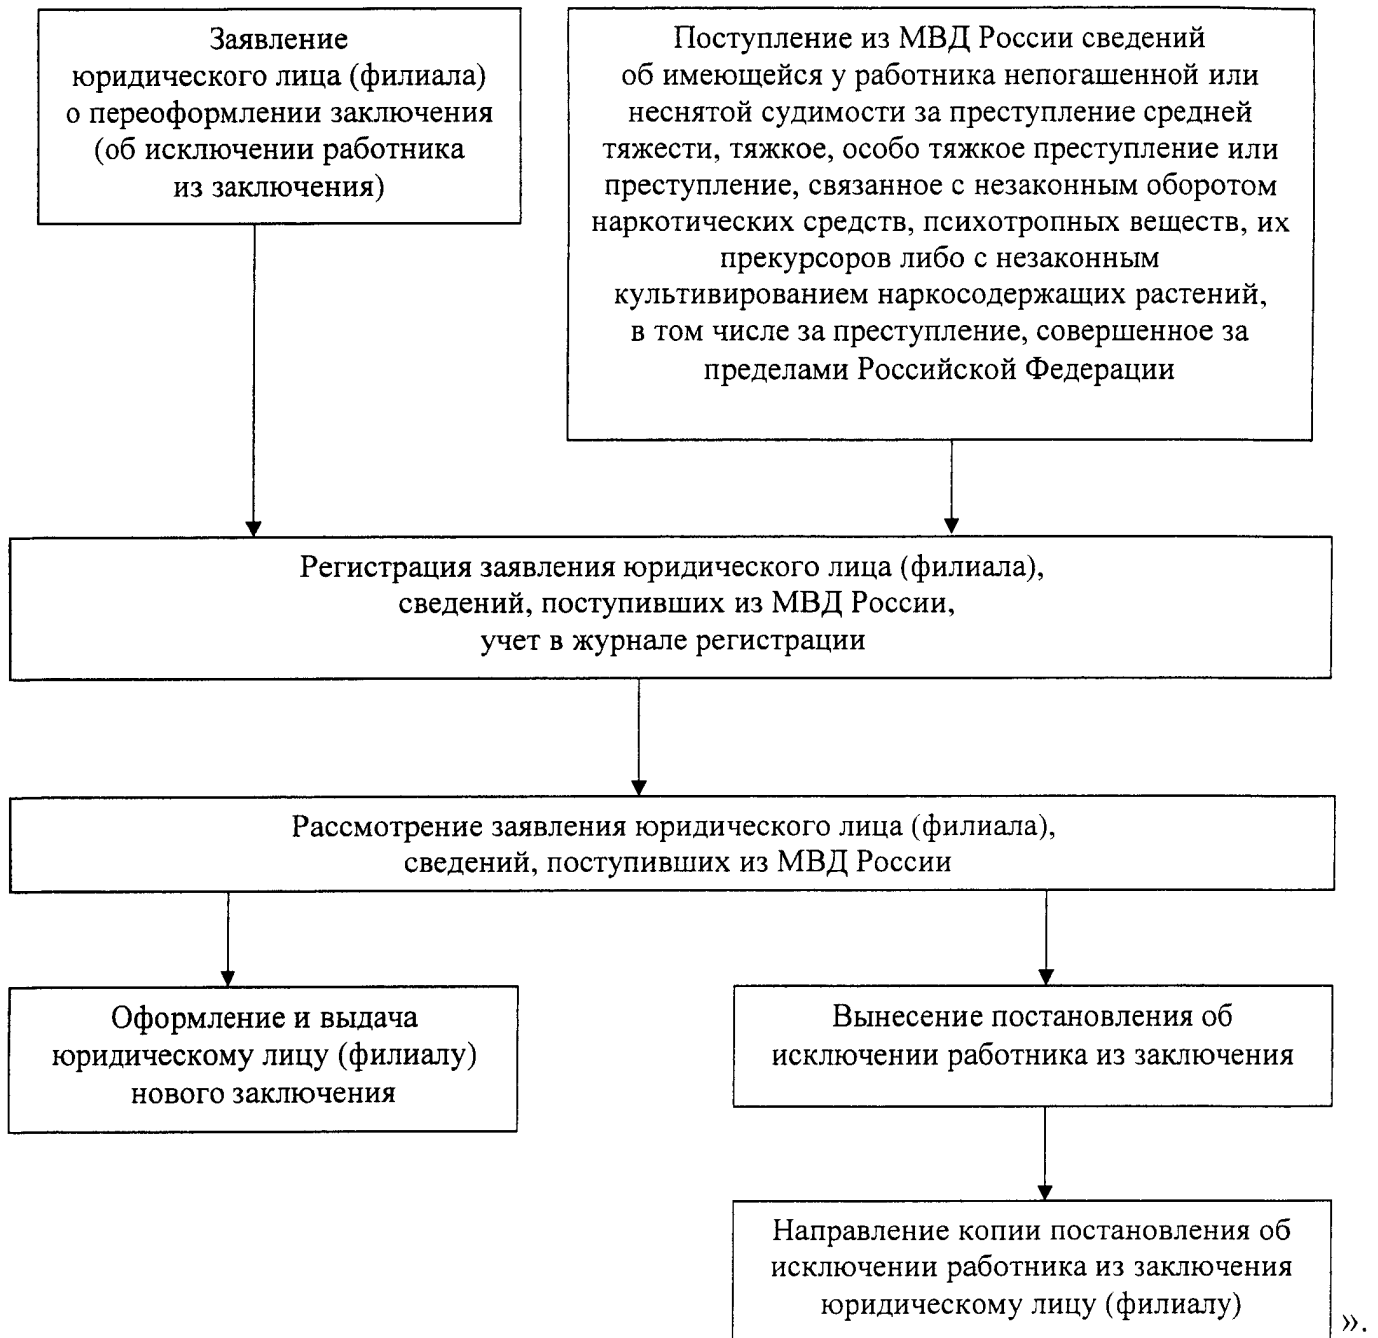 Заявление
юридического лица (филиала)
о переоформлении заключения
(об исключении работника
из заключения)
Поступление из МВД России сведений
об имеющейся у работника непогашенной или
неснятой судимости за преступление средней
тяжести, тяжкое, особо тяжкое преступление или
преступление, связанное с незаконным оборотом
наркотических средств, психотропных веществ, их
прекурсоров либо с незаконным
культивированием наркосодержащих растений,
в том числе за преступление, совершенное за
пределами Российской Федерации
Регистрация заявления юридического лица (филиала),
сведений, поступивших из МВД России,
учет в журнале регистрации
Рассмотрение заявления юридического лица (филиала),
сведений, поступивших из МВД России
Оформление и выдача
юридическому лицу (филиалу)
нового заключения
Вынесение постановления об
исключении работника из заключения
Направление копии постановления об
исключении работника из заключения
юридическому лицу (филиалу)
».